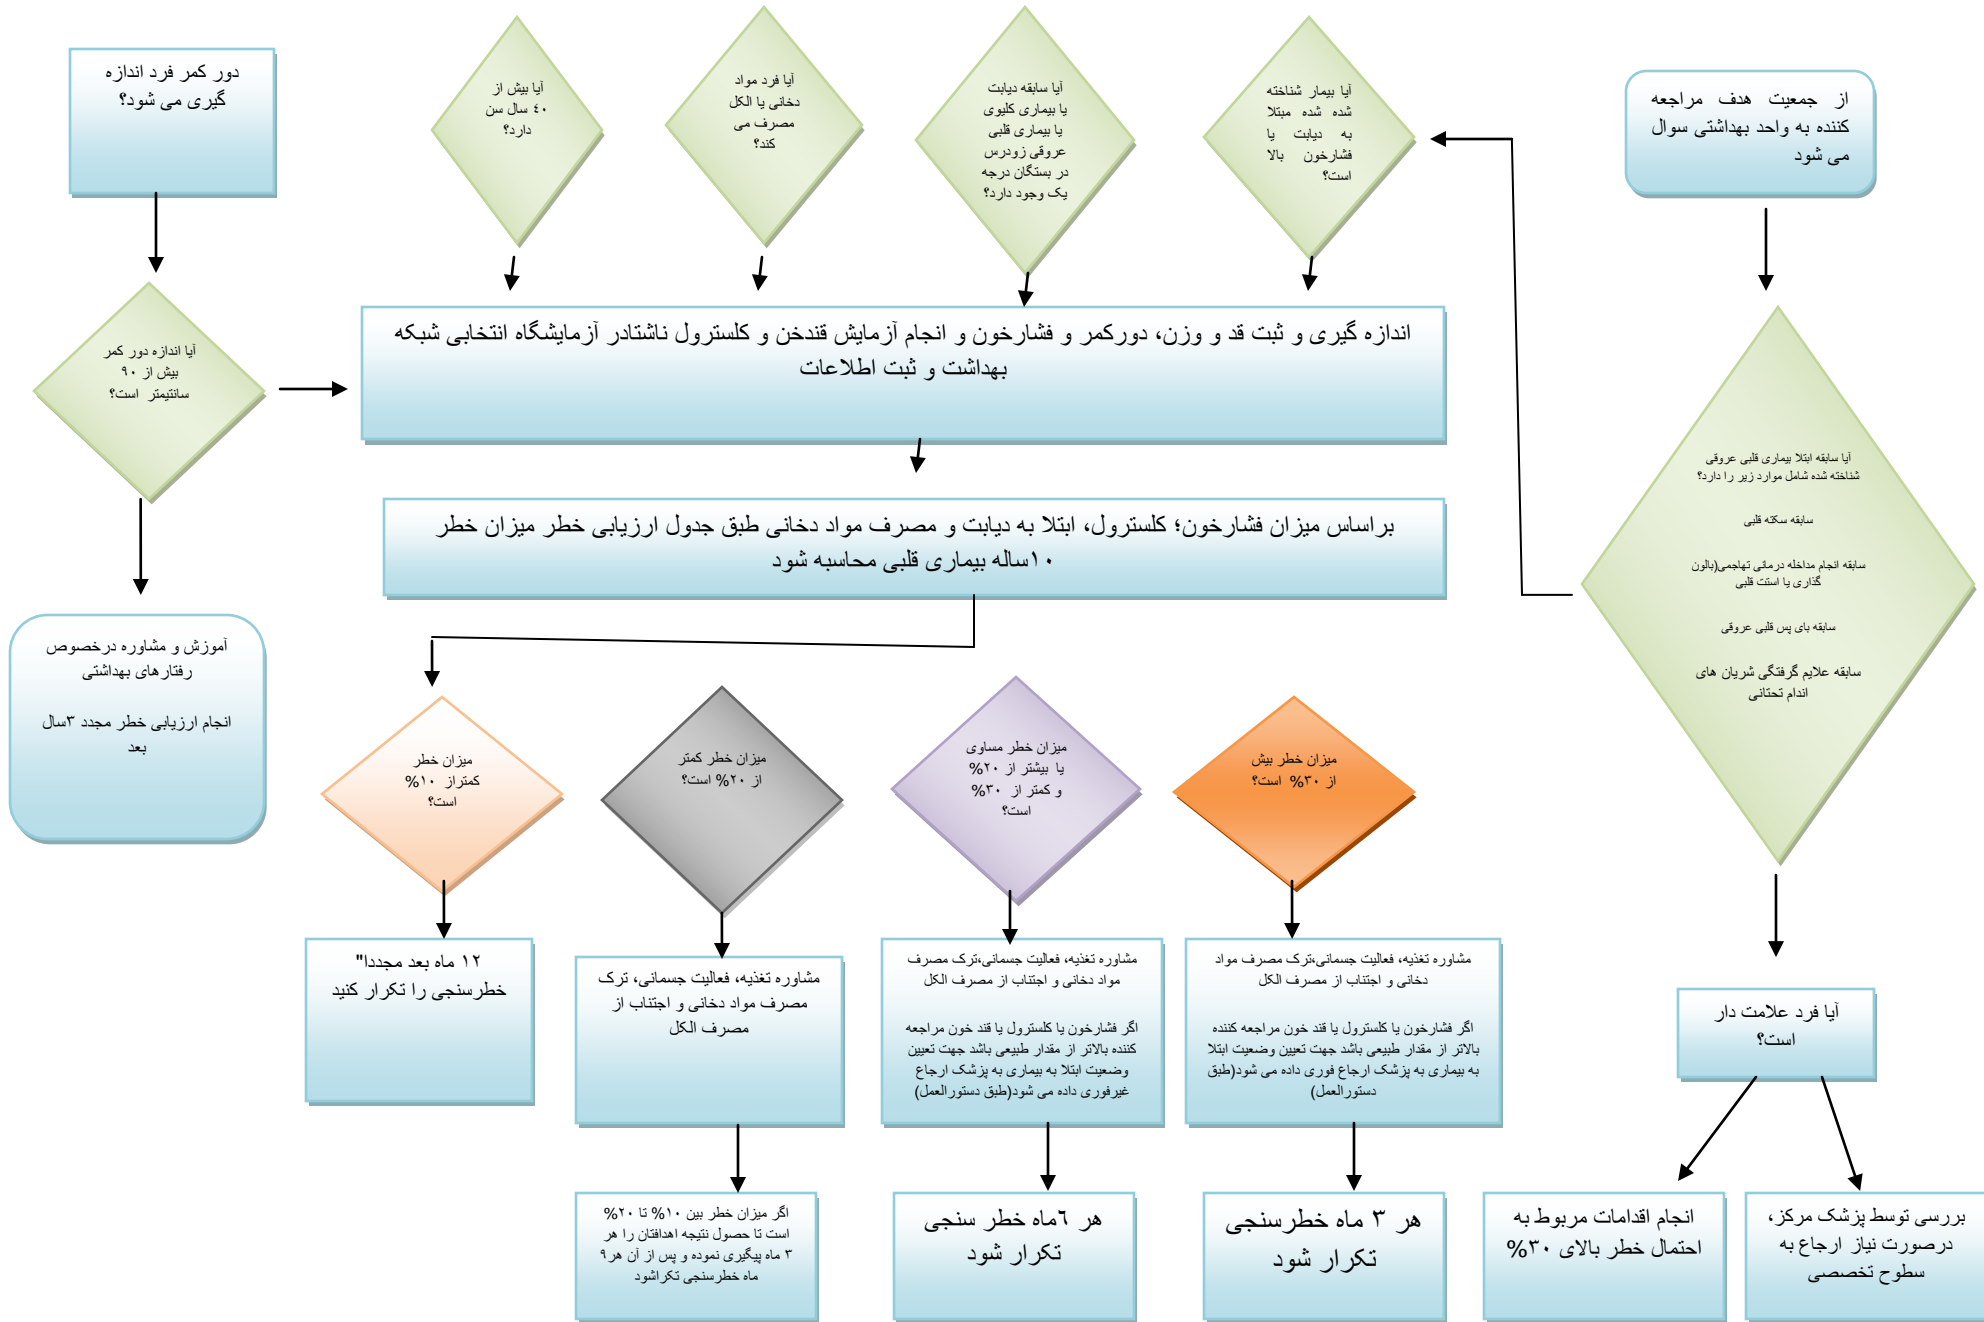 از جمعیت هدف مراجعه
کننده به واحد بهداشتی سوال
می شود
آیا بیمار شناخته
شده شده مبتلا
به دیابت یا
فشارخون بالا
است؟
آیا سابقه دیابت
یا بیماری کلیوی
یا بیماری قلبی
عروقی زودرس
در بستگان درجه
یک وجود دارد؟
آیا فرد مواد
دخانی یا الکل
مصرف می
کند؟
آیا بیش از
۴۰ سال سن
دارد؟
دور کمر فرد اندازه
گیری می شود؟
آیا اندازه دور کمر
بیش از ۹۰
سانتیمتر است؟
اندازه گیری و ثبت قد و وزن، دورکمر و فشارخون و انجام آزمایش قندخن و کلسترول ناشتادر آزمایشگاه انتخابی شبکه
بهداشت و ثبت اطلاعات
براساس میزان فشارخون؛ کلسترول، ابتلا به دیابت و مصرف مواد دخانی طبق جدول ارزیابی خطر میزان خطر
۱۰ساله بیماری قلبی محاسبه شود
آیا سابقه ابتلا بیماری قلبی عروقی
شناخته شده شامل موارد زیر را دارد؟
سابقه سکته قلبی
سابقه انجام مداخله درمانی تهاجمی(بالون
گذاری یا استت قلبی
سابقه بای پس قلبی عروقی
سابقه علایم گرفتگی شریان های
اندام تحتانی
آموزش و مشاوره درخصوص
رفتارهای بهداشتی
انجام ارزیابی خطر مجدد ۳سال
بعد
میزان خطر بیش
از ۳۰% است؟
میزان خطر مساوی
یا بیشتر از ۲۰%
و کمتر از ۳۰%
است؟
میزان خطر کمتر
از ۲۰% است؟
میزان خطر
کمتراز ۱۰%
است؟
آیا فرد علامت دار
است؟
مشاوره تغذیه، فعالیت جسمانی،ترک مصرف مواد
دخانی و اجتناب از مصرف الکل
اگر فشارخون یا کلسترول یا قند خون مراجعه کننده
بالاتر از مقدار طبیعی باشد جهت تعیین وضعیت ابتلا
به بیماری به پزشک ارجاع فوری داده می شود(طبق
دستورالعمل)
مشاوره تغذیه، فعالیت جسمانی،ترک مصرف
مواد دخانی و اجتناب از مصرف الکل
اگر فشارخون یا کلسترول یا قند خون مراجعه
کننده بالاتر از مقدار طبیعی باشد جهت تعیین
وضعیت ابتلا به بیماری به پزشک ارجاع
غیرفوری داده می شود(طبق دستورالعمل)
مشاوره تغذیه، فعالیت جسمانی، ترک
مصرف مواد دخانی و اجتناب از
مصرف الکل
۱۲ ماه بعد مجددا"
خطرسنجی را تکرار کنید
بررسی توسط پزشک مرکز،
درصورت نیاز ارجاع به
سطوح تخصصی
انجام اقدامات مربوط به
احتمال خطر بالای ۳۰%
هر ۳ ماه خطرسنجی
تکرار شود
هر ۶ماه خطر سنجی
تکرار شود
اگر میزان خطر بین ۱۰% تا ۲۰%
است تا حصول نتیجه اهدافتان را هر
۳ ماه پیگیری نموده و پس از آن هر۹
ماه خطرسنجی تکراشود